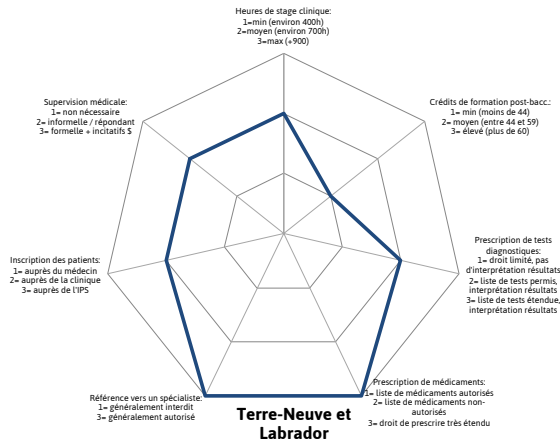 Heures de stage clinique:
1=min (environ 400h)
2=moyen (environ 700h)
3=max (+900)
Supervision médicale:
1= non nécessaire
2= informelle / répondant
3= formelle + incitatifs $
Crédits de formation post-bacc.:
1= min (moins de 44)
2= moyen (entre 44 et 59)
3= élevé (plus de 60)
Prescription de tests
diagnostiques:
1= droit limité, pas
d'interprétation résultats
2= liste de tests permis,
interprétation résultats
3= liste de tests étendue,
interprétation résultats
Inscription des patients:
1= auprès du médecin
2= auprès de la clinique
3= auprès de l'IPS
Prescription de médicaments:
1= liste de médicaments autorisés
2= liste de médicaments non-
autorisés
3= droit de prescrire très étendu
Référence vers un spécialiste:
1= généralement interdit
3= généralement autorisé
Terre-Neuve et
Labrador